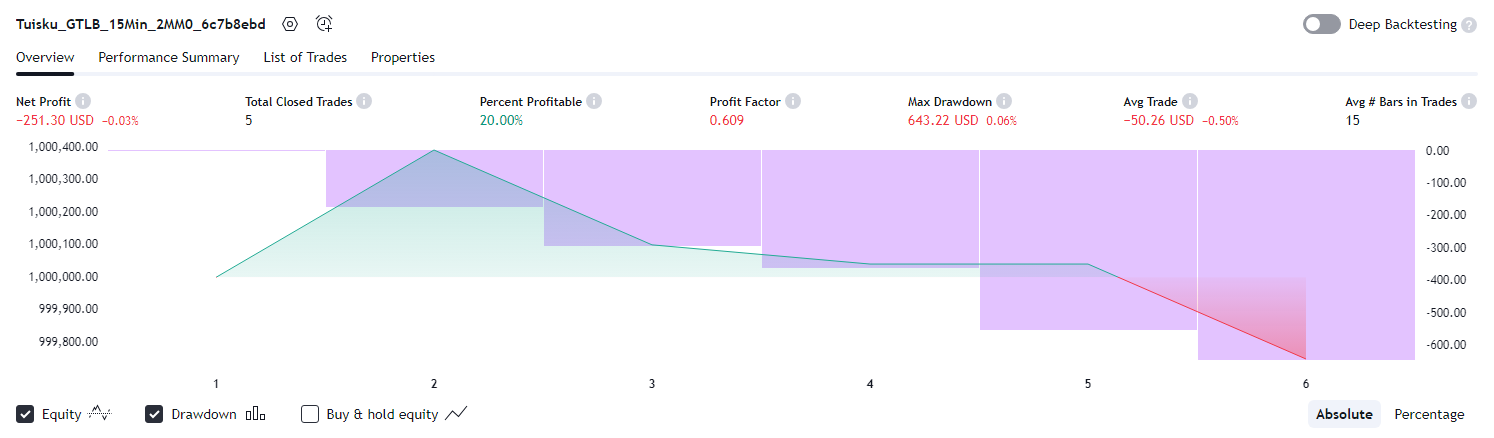 Tuisku_GTLB_15Min_2MM0_6c7b8ebd
Deep Backtesting ?
Overview Performance Summary List of Trades Properties
Net Profit i Total Closed Trades i Percent Profitable i Profit Factor i Max Drawdown i Avg Trade i Avg # Bars in Trades i
−251.30 USD −0.03% 5 20.00% 0.609 643.22 USD 0.06% −50.26 USD −0.50% 15
1,000,400.00 0.00
1,000,300.00 -100.00
1,000,200.00 -200.00
1,000,100.00 -300.00
1,000,000.00 -400.00
999,900.00 -500.00
999,800.00 -600.00
1 2 3 4 5 6
Equity Drawdown Buy & hold equity Absolute Percentage